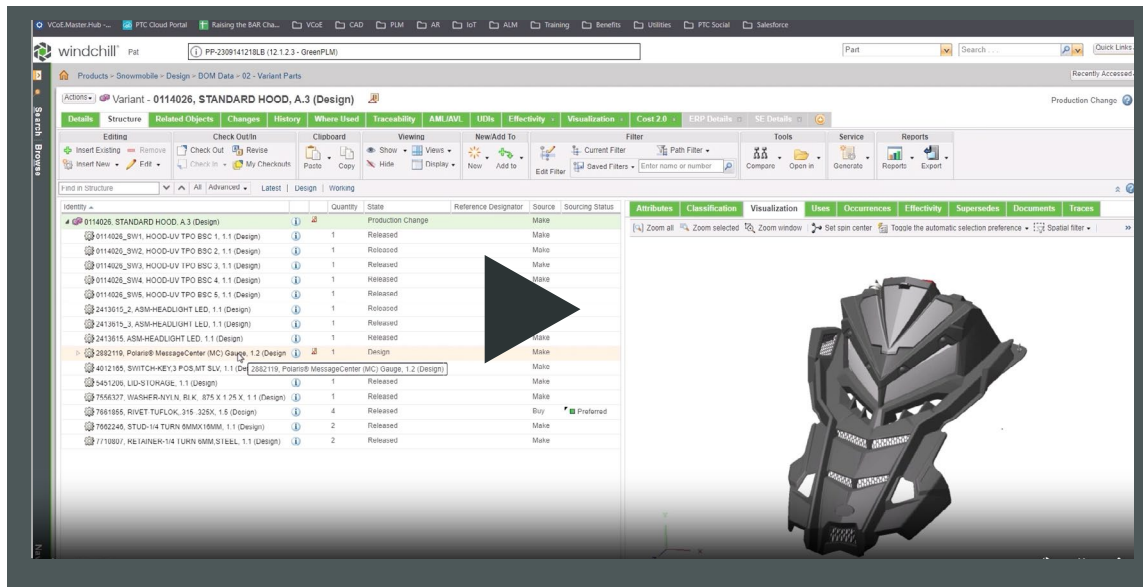 VCoE.Master.Hub -... PTC Cloud Portal Raising the BAR Cha... VCoE CAD PLM AR IoT ALM Training Benefits Utilities PTC Social Salesforce
windchill Pat PP-2309141218LB (12.1.2.3 - GreenPLM) Part Search . . . Quick Links
Products > Snowmobile > Design > BOM Data > 02 - Variant Parts Recently Accessed
Actions Variant - 0114026, STANDARD HOOD, A.3 (Design) Production Change
Details Structure Related Objects Changes History Where Used Traceability AML/AVL UDIs Effectivity Visualization Cost 2.0 ERP Details SE Details
Search Browse
Editing Check Out/In Clipboard Viewing New/Add To Filter Tools Service Reports
Insert Existing Remove Check Out Revise Show Views Current Filter Path Filter
Insert New Edit Check In My Checkouts Paste Copy Hide Display New Add to Edit Filter Saved Filters Enter name or number Compare Open in Generate Reports Export
Find in Structure All Advanced Latest | Design | Working
Identity Quantity State Reference Designator Source Sourcing Status
Attributes Classification Visualization Uses Occurrences Effectivity Supersedes Documents Traces
Zoom all Zoom selected Zoom window Set spin center Toggle the automatic selection preference Spatial filter »
0114026, STANDARD HOOD, A.3 (Design) Production Change Make
0114026_SW1, HOOD-UV TPO BSC 1, 1.1 (Design) 1 Released Make
0114026_SW2, HOOD-UV TPO BSC 2, 1.1 (Design) 1 Released Make
0114026_SW3, HOOD-UV TPO BSC 3, 1.1 (Design) 1 Released Make
0114026_SW4, HOOD-UV TPO BSC 4, 1.1 (Design) 1 Released Make
0114026_SW5, HOOD-UV TPO BSC 5, 1.1 (Design) 1 Released
2413615_2, ASM-HEADLIGHT LED, 1.1 (Design) 1 Released Make
2413615_3, ASM-HEADLIGHT LED, 1.1 (Design) 1 Released Make
2413615, ASM-HEADLIGHT LED, 1.1 (Design) 1 Released Make
2882119, Polaris® MessageCenter (MC) Gauge, 1.2 (Design 1 Design Make
4012165, SWITCH-KEY,3 POS,MT SLV, 1.1 (De 2882119, Polaris® MessageCenter (MC) Gauge, 1.2 (Design) Make
5451206, LID-STORAGE, 1.1 (Design) 1 Released Make
7556327, WASHER-NYLN, BLK, .875 X 1.25 X, 1.1 (Design) 1 Released Make
7661855, RIVET TUFLOK, 315 .325X, 1.5 (Design) 4 Released Buy Preferred
7662246, STUD-1/4 TURN 6MMX16MM, 1.1 (Design) 2 Released Make
7710807, RETAINER-1/4 TURN 6MM,STEEL, 1.1 (Design) 2 Released Make